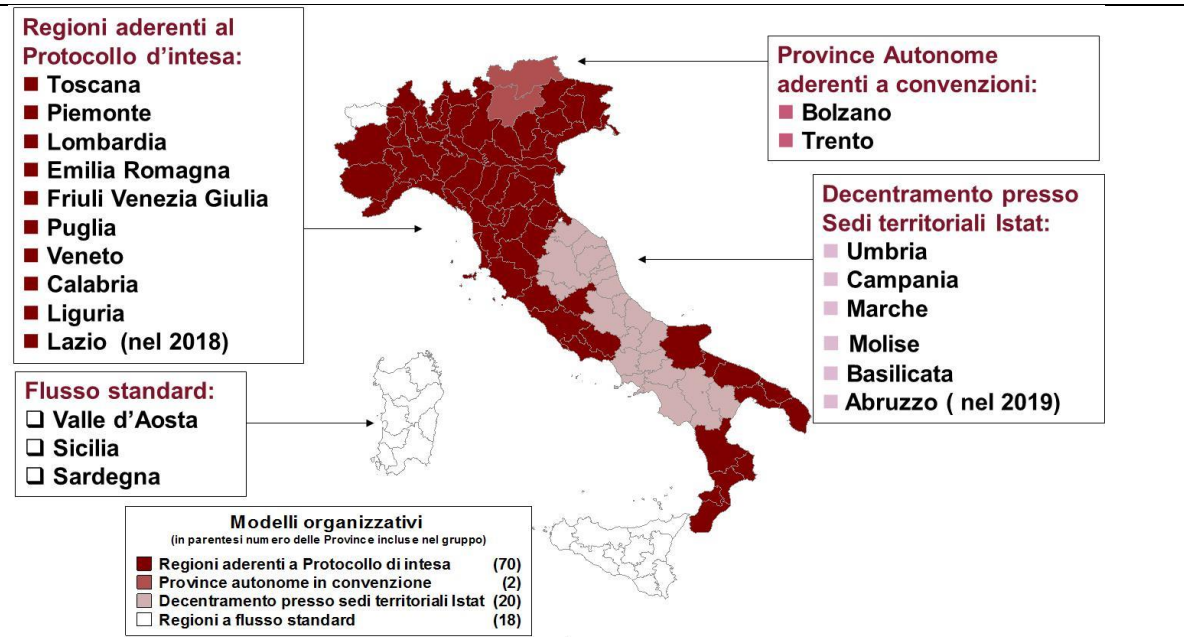 Regioni aderenti al
Protocollo d’intesa:
Toscana
Piemonte
Lombardia
Emilia Romagna
Friuli Venezia Giulia
Puglia
Veneto
Calabria
Liguria
Lazio (nel 2018)
Flusso standard:
Valle d’Aosta
Sicilia
Sardegna
Province Autonome
aderenti a convenzioni:
Bolzano
Trento
Decentramento presso
Sedi territoriali Istat:
Umbria
Campania
Marche
Molise
Basilicata
Abruzzo ( nel 2019)
Modelli organizzativi
(in parentesi numero delle Province incluse nel gruppo)
Regioni aderenti a Protocollo di intesa (70)
Province autonome in convenzione (2)
Decentramento presso sedi territoriali Istat (20)
Regioni a flusso standard (18)